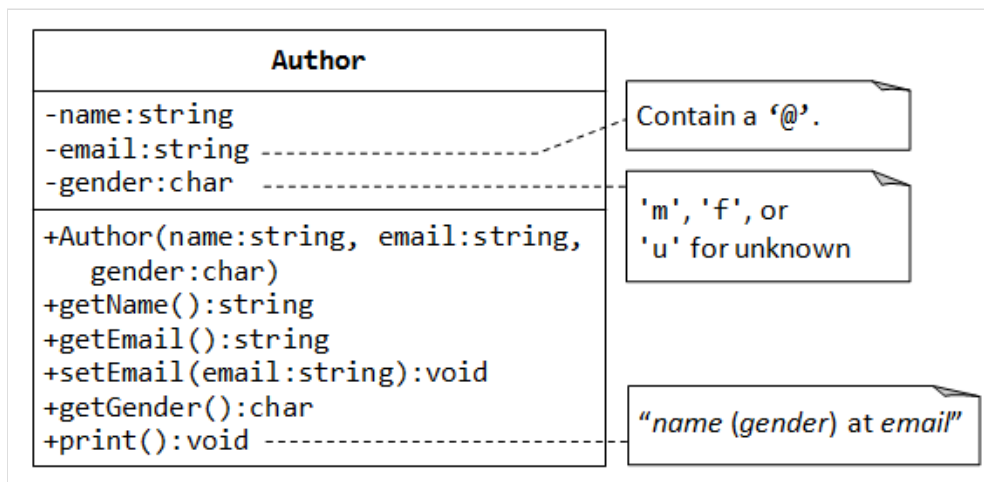 Author
-name:string
-email:string
-gender:char
+Author(name:string, email:string,
gender:char)
+getName():string
+getEmail():string
+setEmail(email:string):void
+getGender():char
+print():void
Contain a ‘@’.
'm', 'f', or
'u' for unknown
“name (gender) at email”